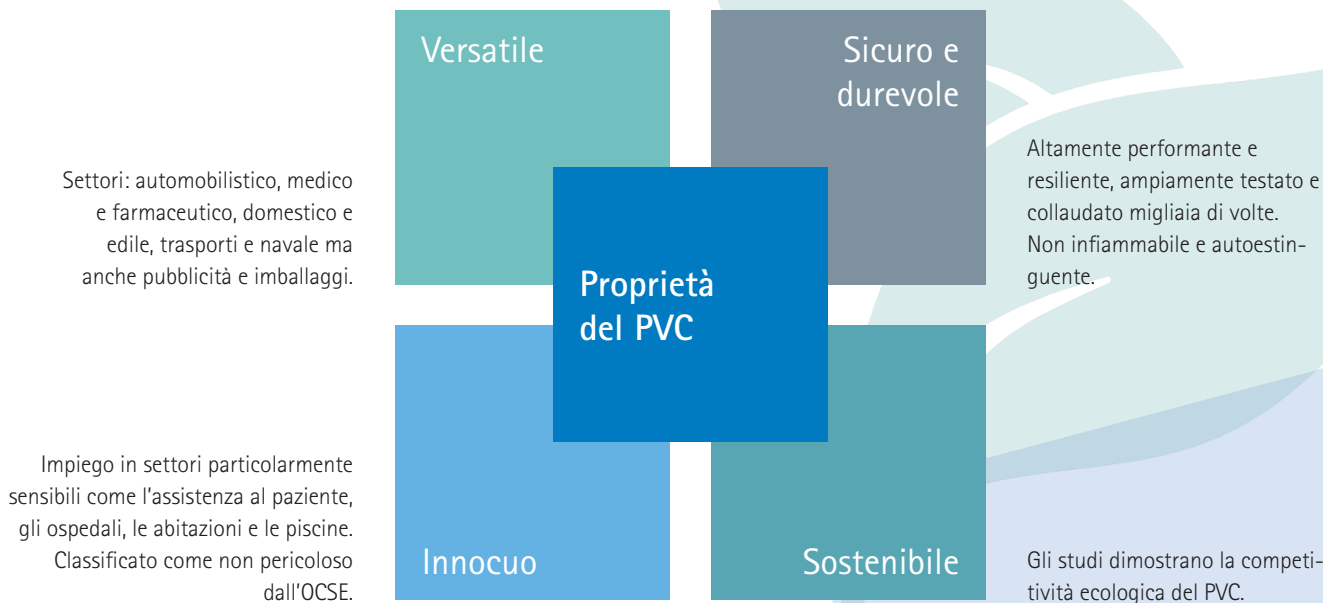 Versatile
Settori: automobilistico, medico
e farmaceutico, domestico e
edile, trasporti e navale ma
anche pubblicità e imballaggi.
Sicuro e
durevole
Altamente performante e
resiliente, ampiamente testato e
collaudato migliaia di volte.
Non infiammabile e autoestin-
guente.
Proprietà
del PVC
Impiego in settori particolarmente
sensibili come l'assistenza al paziente,
gli ospedali, le abitazioni e le piscine.
Classificato come non pericoloso
dall'OCSE.
Innocuo
Sostenibile
Gli studi dimostrano la competi-
tività ecologica del PVC.